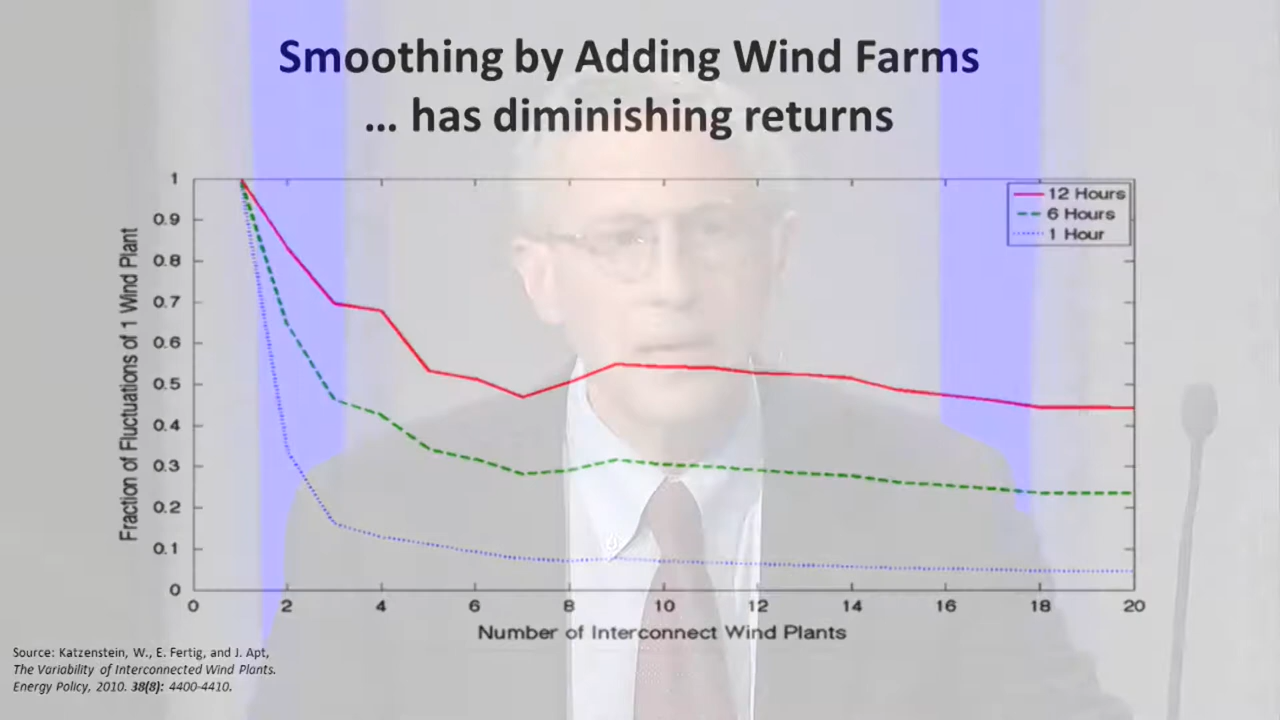 Smoothing by Adding Wind Farms
... has diminishing returns
Fraction of Fluctuations of 1 Wind Plant
1
0.9
0.8
0.7
0.6
0.5
0.4
0.3
0.2
0.1
0
12 Hours
6 Hours
1 Hour
0 2 4 6 8 10 12 14 16 18 20
Number of Interconnect Wind Plants
Source: Katzenstein, W., E. Fertig, and J. Apt,
The Variability of Interconnected Wind Plants.
Energy Policy, 2010. 38(8): 4400-4410.